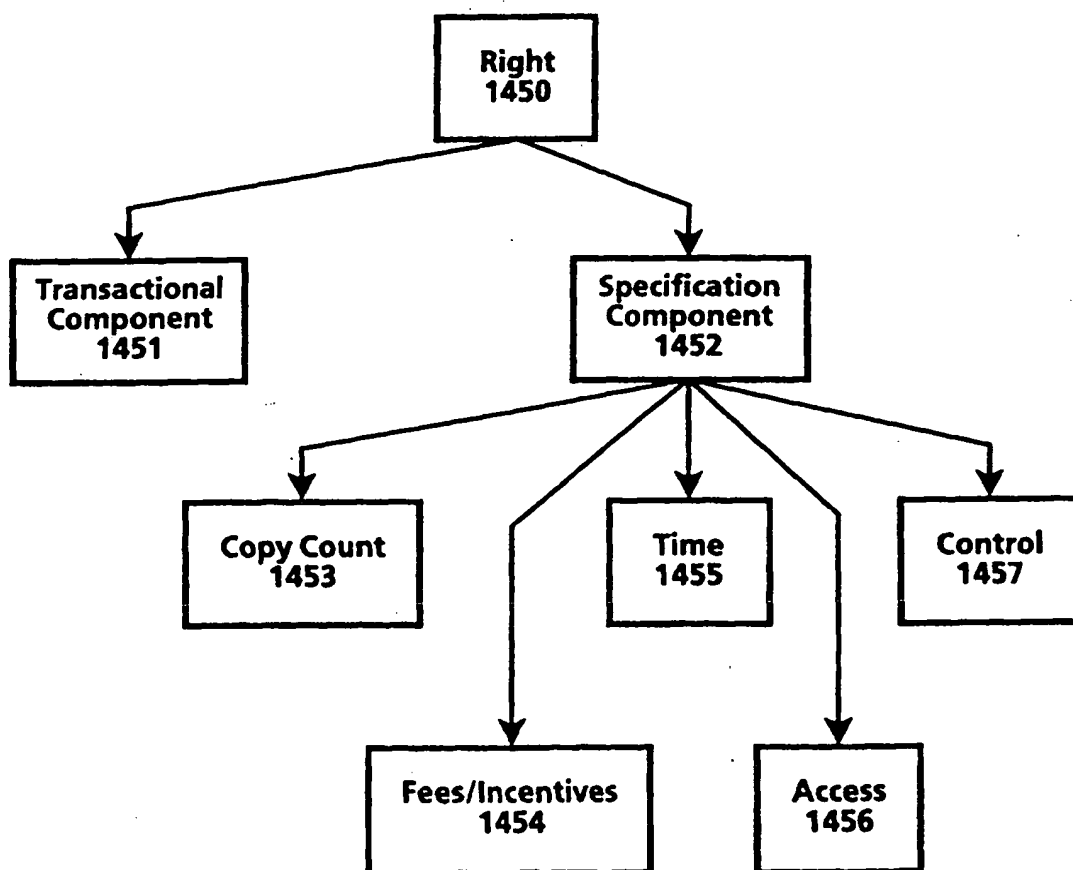 Right
1450
Transactional
Component
1451
Specification
Component
1452
Copy Count
1453
Time
1455
Control
1457
Fees/Incentives
1454
Access
1456